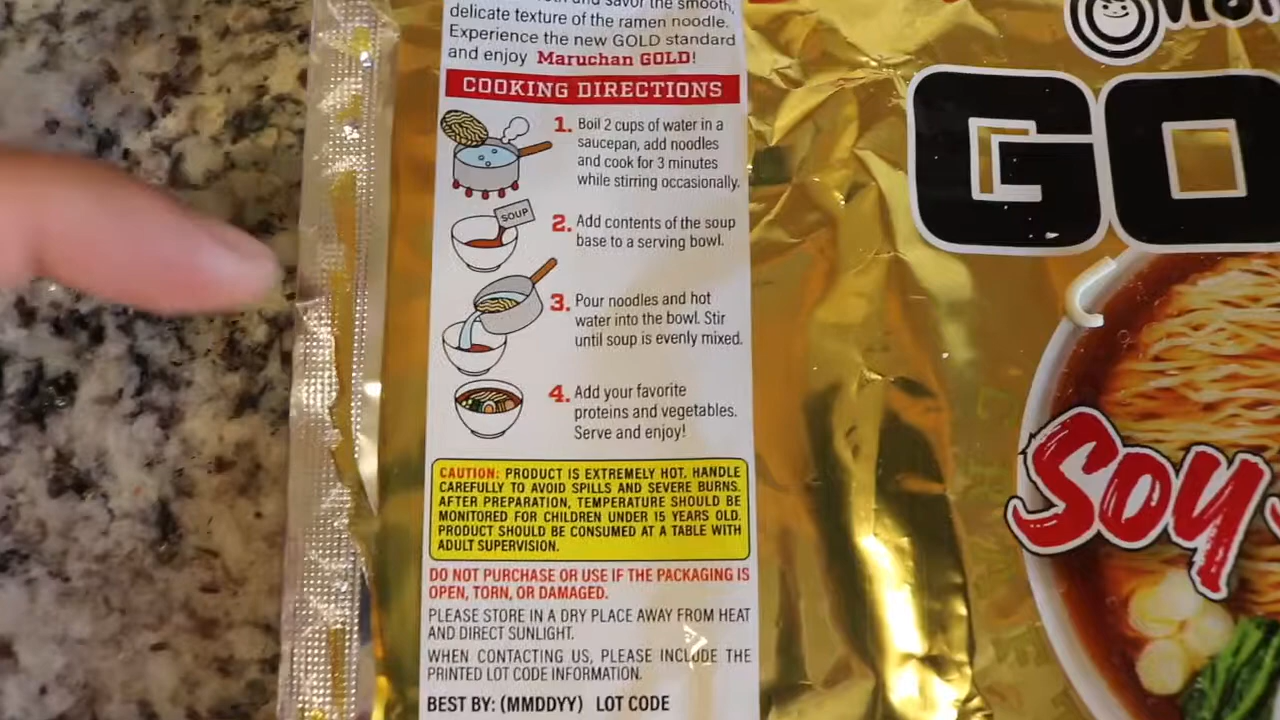 savor the smooth,
delicate texture of the ramen noodle.
Experience the new GOLD standard
and enjoy Maruchan GOLD!
COOKING DIRECTIONS
1. Boil 2 cups of water in a
saucepan, add noodles
and cook for 3 minutes
while stirring occasionally.
SOUP
2. Add contents of the soup
base to a serving bowl.
3. Pour noodles and hot
water into the bowl. Stir
until soup is evenly mixed.
4. Add your favorite
proteins and vegetables.
Serve and enjoy!
CAUTION: PRODUCT IS EXTREMELY HOT. HANDLE
CAREFULLY TO AVOID SPILLS AND SEVERE BURNS.
AFTER PREPARATION, TEMPERATURE SHOULD BE
MONITORED FOR CHILDREN UNDER 15 YEARS OLD.
PRODUCT SHOULD BE CONSUMED AT A TABLE WITH
ADULT SUPERVISION.
DO NOT PURCHASE OR USE IF THE PACKAGING IS
OPEN, TORN, OR DAMAGED.
PLEASE STORE IN A DRY PLACE AWAY FROM HEAT
AND DIRECT SUNLIGHT.
WHEN CONTACTING US, PLEASE INCLUDE THE
PRINTED LOT CODE INFORMATION.
BEST BY: (MMDDYY) LOT CODE
GO
Soy